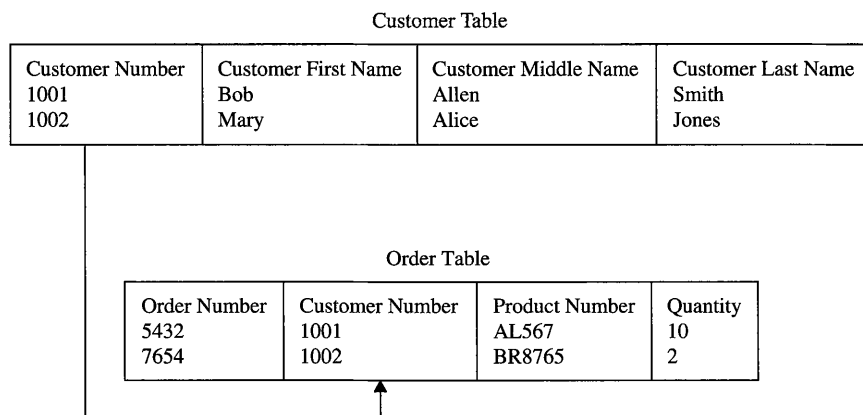 Customer Table
Customer Number Customer First Name Customer Middle Name Customer Last Name
1001 Bob Allen Smith
1002 Mary Alice Jones
Order Table
Order Number Customer Number Product Number Quantity
5432 1001 AL567 10
7654 1002 BR8765 2